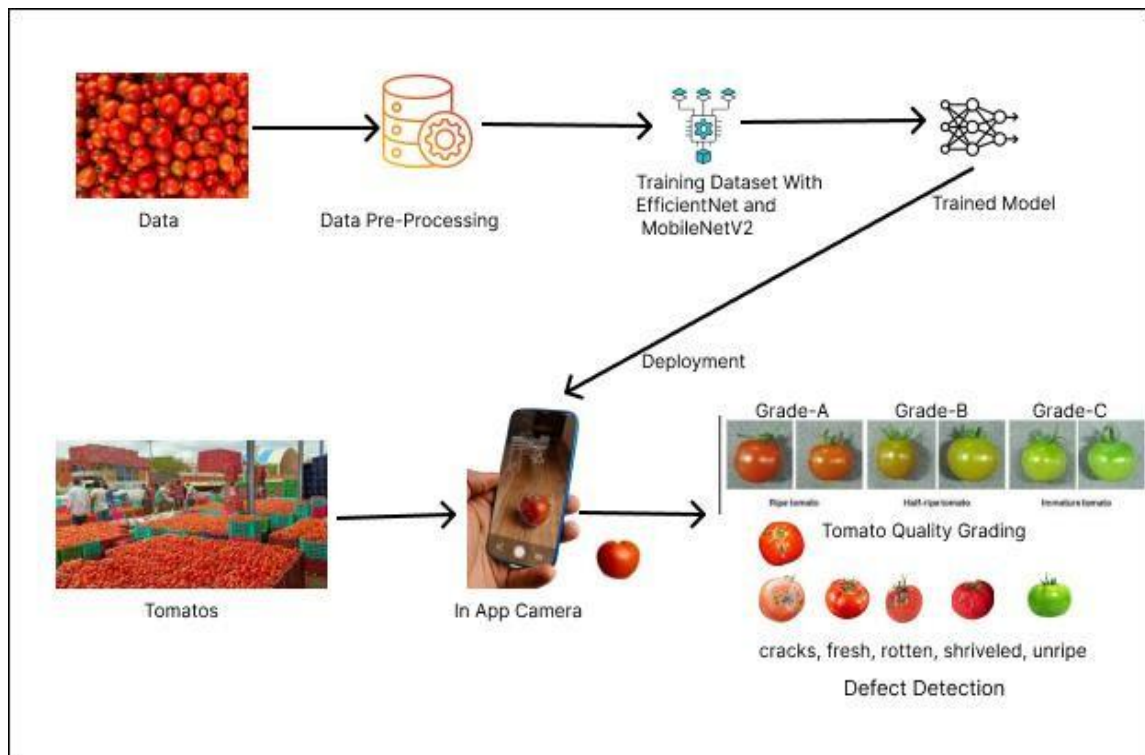 Data
Data Pre-Processing
Training Dataset With
EfficientNet and
MobileNetV2
Trained Model
Deployment
Grade-A
Grade-B
Grade-C
Ripe tomato
Half-ripe tomato
Immature tomato
Tomato Quality Grading
Tomatos
In App Camera
cracks, fresh, rotten, shriveled, unripe
Defect Detection